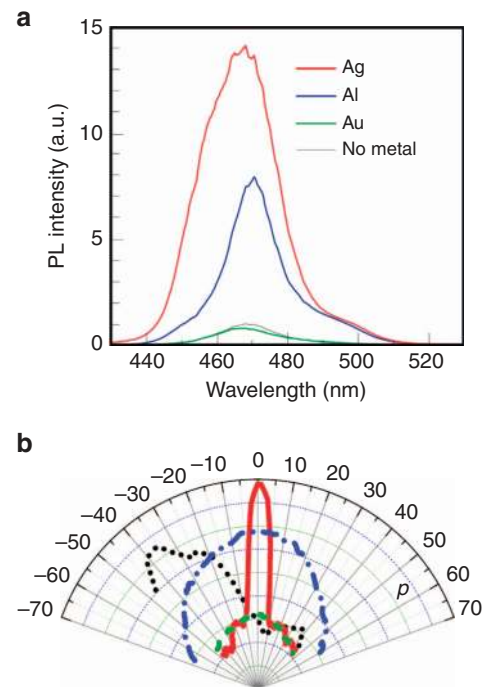 a
15
10
5
0
PL intensity (a.u.)
Ag
Al
Au
No metal
440 460 480 500 520
Wavelength (nm)
b
–70 –60 –50 –40 –30 –20 –10 0 10 20 30 40 50 60 70
p